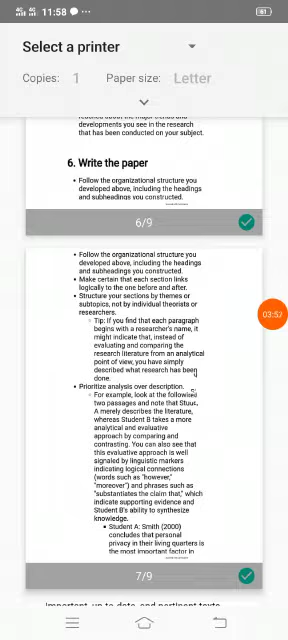 11:58
61
Select a printer
Copies: 1 Paper size: Letter
developments you see in the research
that has been conducted on your subject.
6. Write the paper
• Follow the organizational structure you
developed above, including the headings
and subheadings you constructed.
6/9
• Follow the organizational structure you
developed above, including the headings
and subheadings you constructed.
• Make certain that each section links
logically to the one before and after.
• Structure your sections by themes or
subtopics, not by individual theorists or
researchers.
◦ Tip: If you find that each paragraph
begins with a researcher's name, it
might indicate that, instead of
evaluating and comparing the
research literature from an analytical
point of view, you have simply
described what research has been
done.
• Prioritize analysis over description.
◦ For example, look at the following
two passages and note that
A merely describes the literature,
whereas Student B takes a more
analytical and evaluative
approach by comparing and
contrasting. You can also see that
this evaluative approach is well
signaled by linguistic markers
indicating logical connections
(words such as "however,"
"moreover") and phrases such as
"substantiates the claim that," which
indicate supporting evidence and
Student B's ability to synthesize
knowledge.
▪ Student A: Smith (2000)
concludes that personal
privacy in their living quarters is
the most important factor in
7/9
03:52
important, up-to-date, and pertinent texts